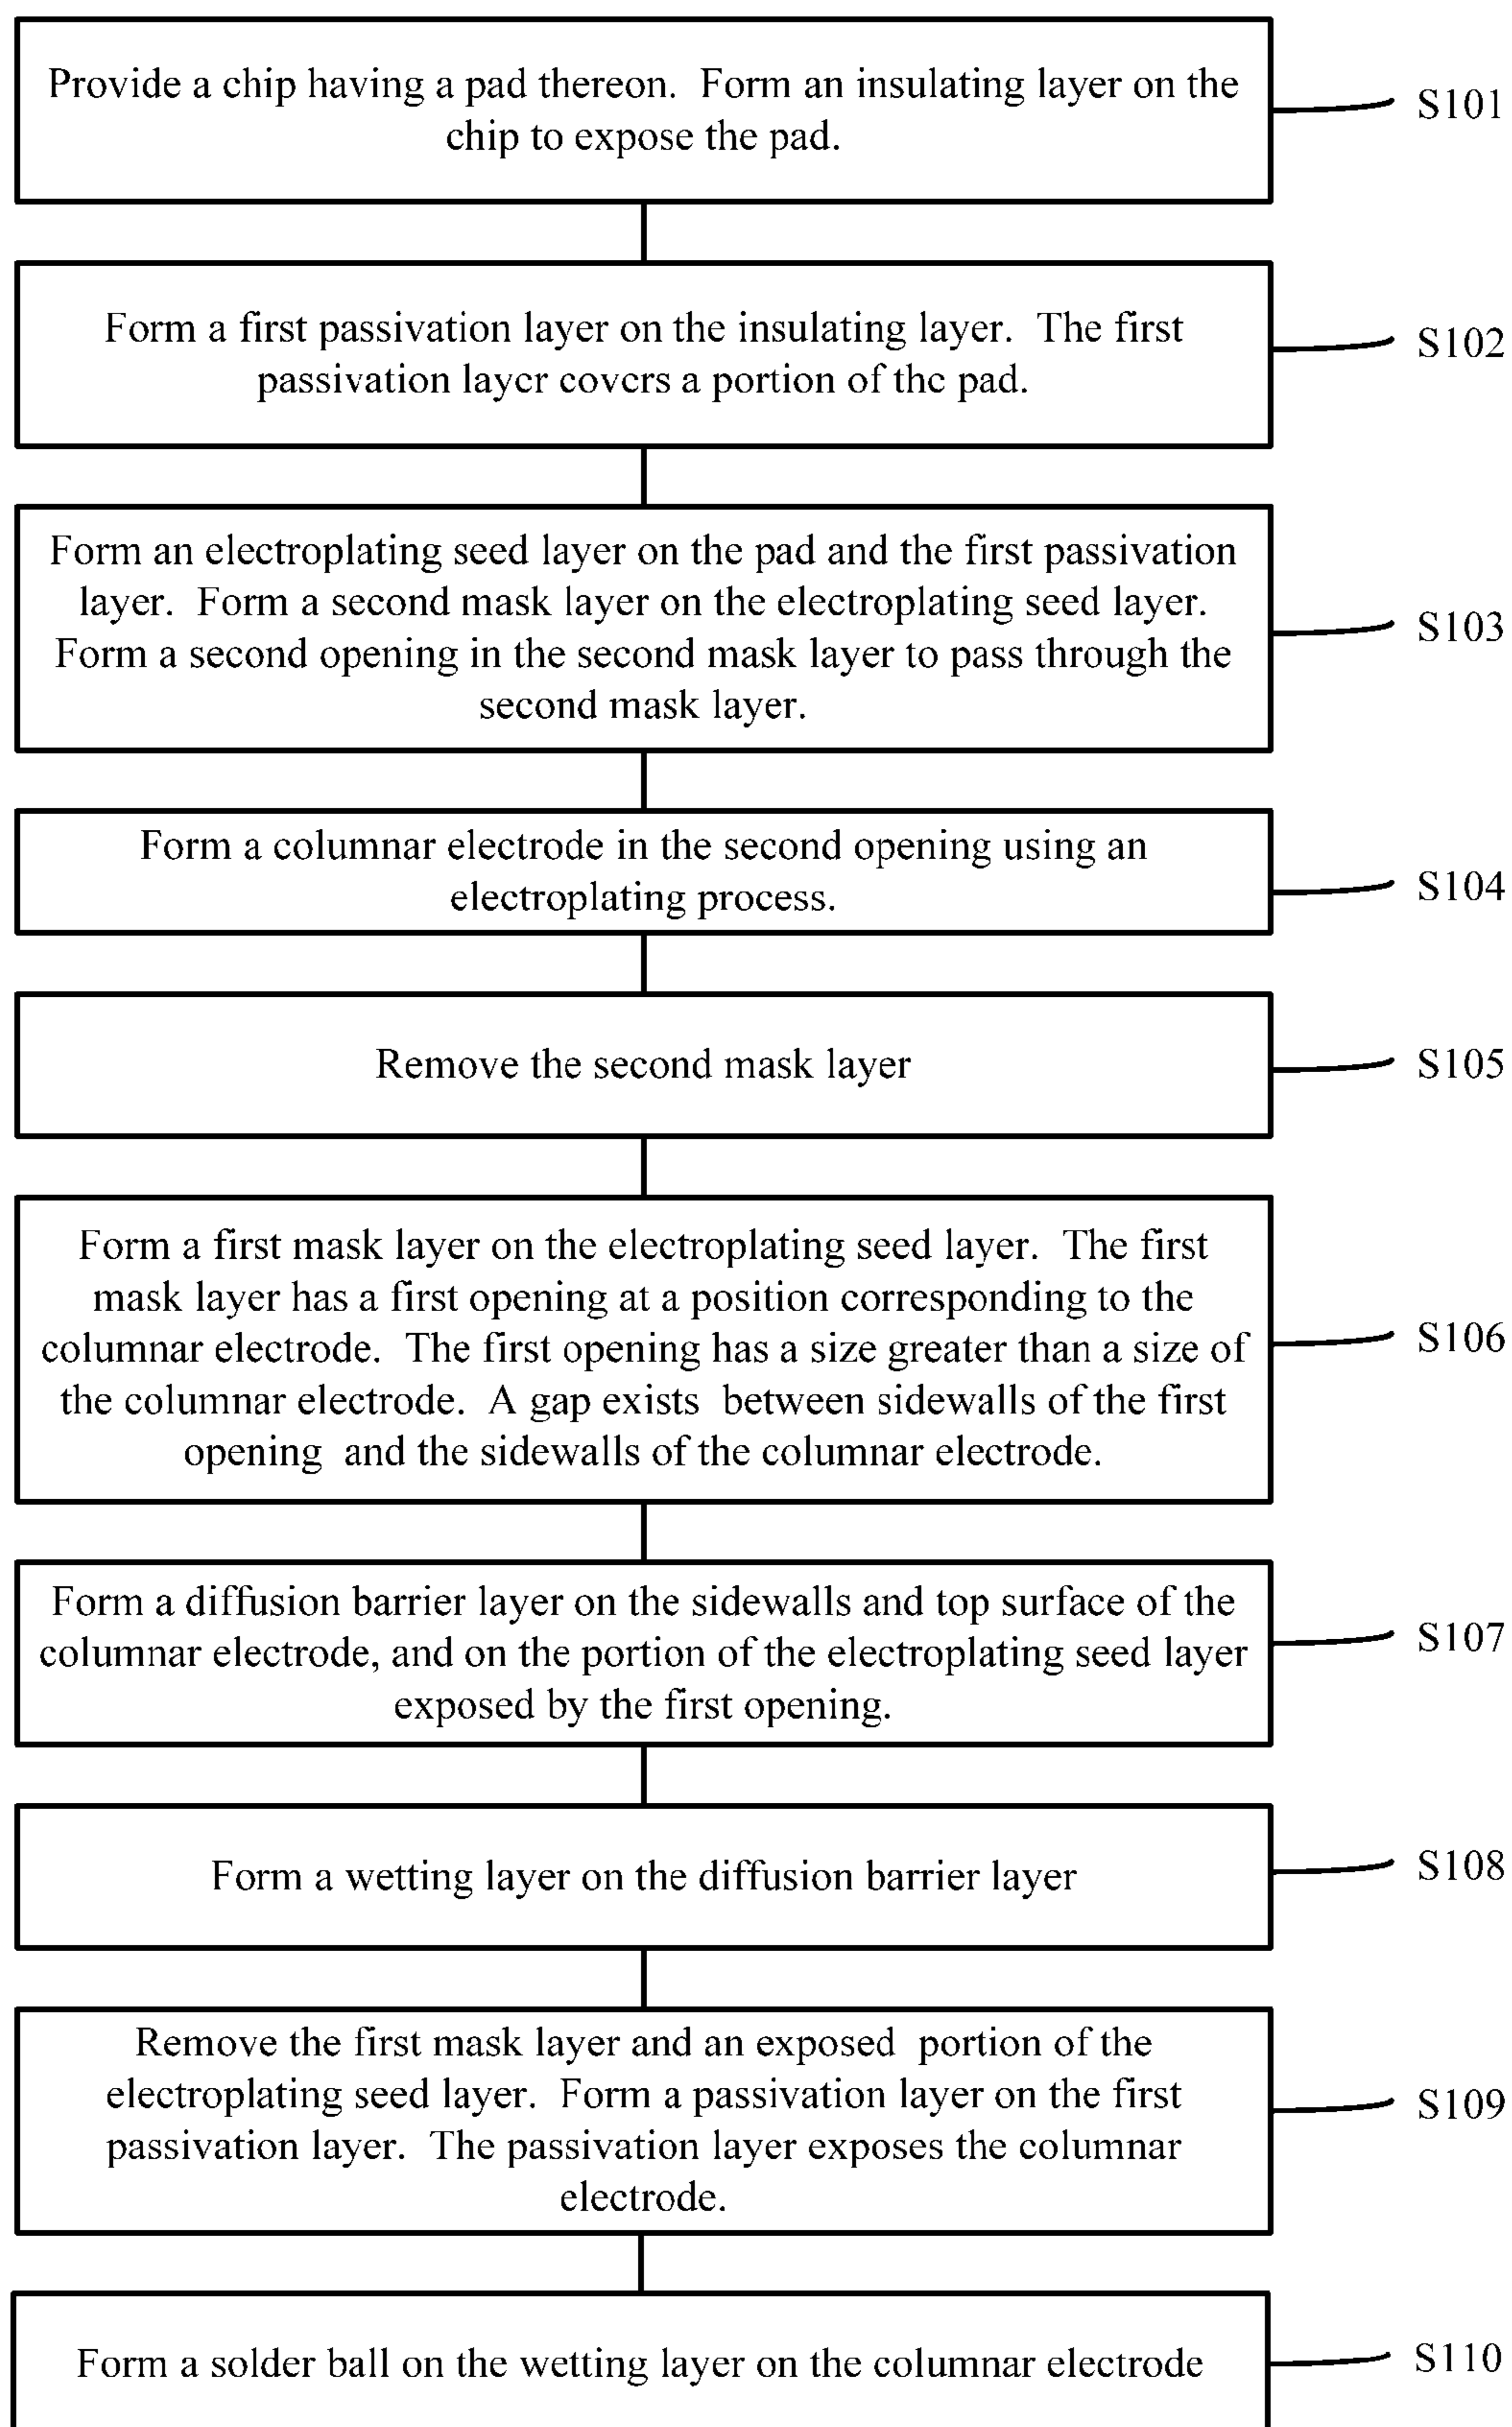 Provide a chip having a pad thereon. Form an insulating layer on the
chip to expose the pad.
S101
Form a first passivation layer on the insulating layer. The first
passivation layer covers a portion of the pad.
S102
Form an electroplating seed layer on the pad and the first passivation
layer. Form a second mask layer on the electroplating seed layer.
Form a second opening in the second mask layer to pass through the
second mask layer.
S103
Form a columnar electrode in the second opening using an
electroplating process.
S104
Remove the second mask layer
S105
Form a first mask layer on the electroplating seed layer. The first
mask layer has a first opening at a position corresponding to the
columnar electrode. The first opening has a size greater than a size of
the columnar electrode. A gap exists between sidewalls of the first
opening and the sidewalls of the columnar electrode.
S106
Form a diffusion barrier layer on the sidewalls and top surface of the
columnar electrode, and on the portion of the electroplating seed layer
exposed by the first opening.
S107
Form a wetting layer on the diffusion barrier layer
S108
Remove the first mask layer and an exposed portion of the
electroplating seed layer. Form a passivation layer on the first
passivation layer. The passivation layer exposes the columnar
electrode.
S109
Form a solder ball on the wetting layer on the columnar electrode
S110